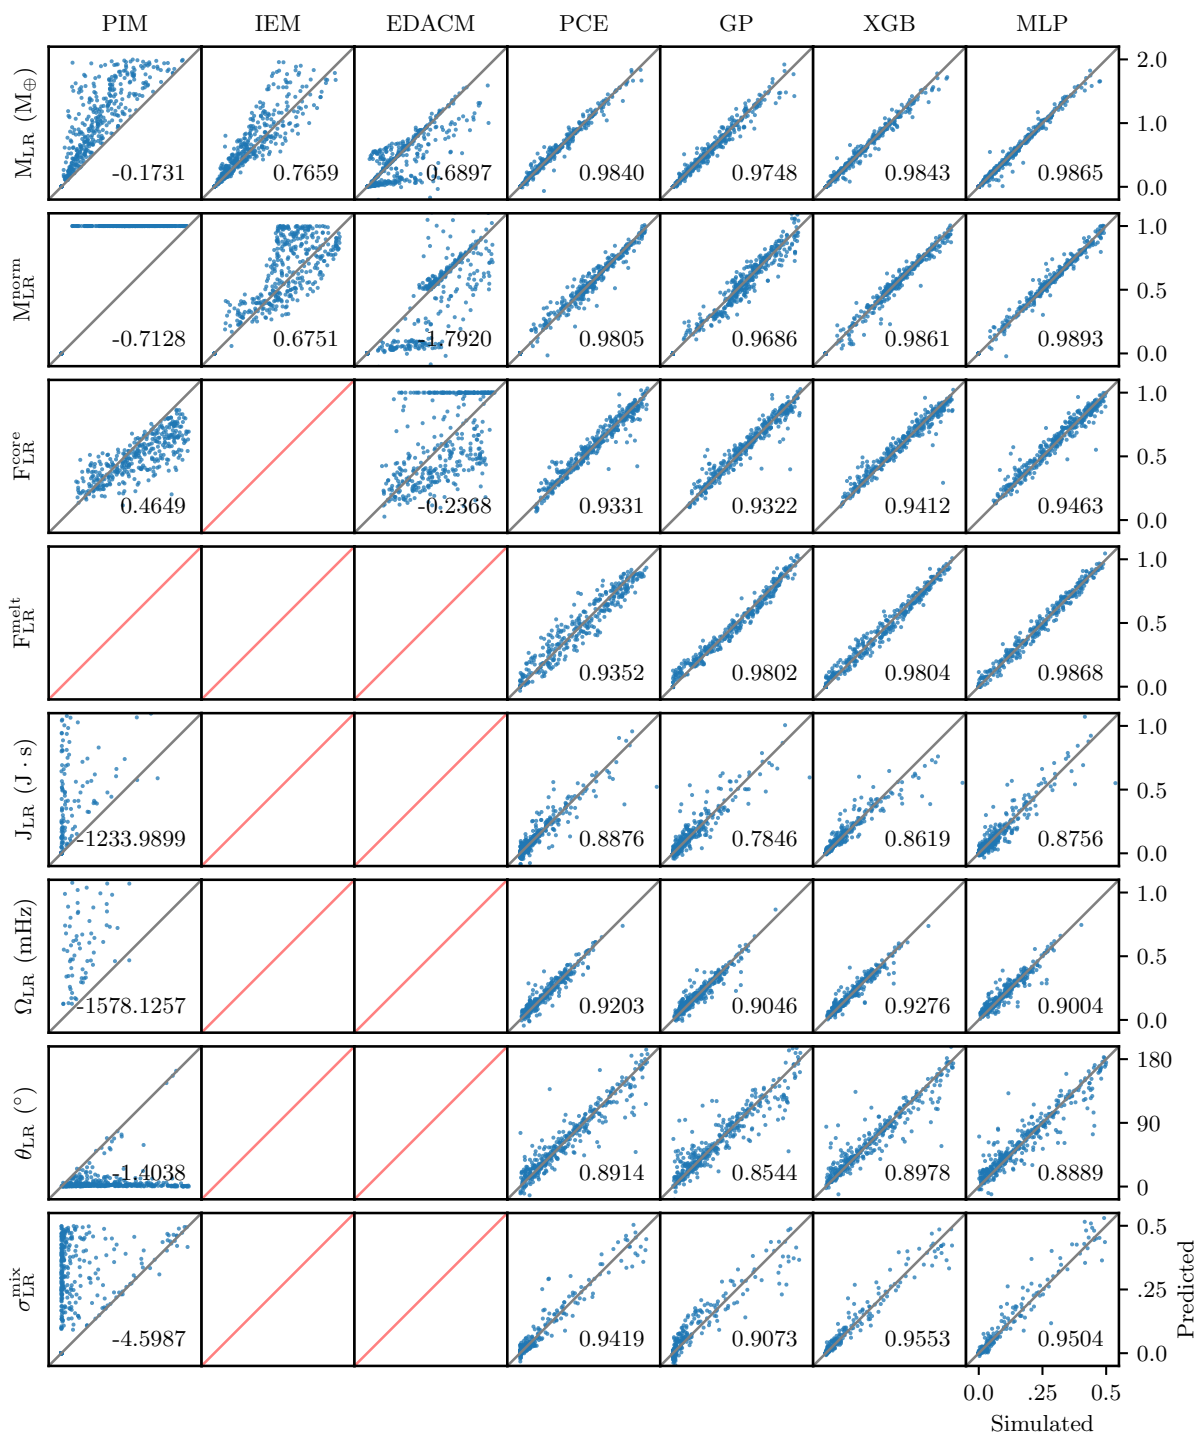 PIM IEM EDACM PCE GP XGB MLP
M_LR (M_⊕) -0.1731 0.7659 0.6897 0.9840 0.9748 0.9843 0.9865 2.0 1.0 0.0
M_LR^norm -0.7128 0.6751 -1.7920 0.9805 0.9686 0.9861 0.9893 1.0 0.5 0.0
F_LR^core 0.4649 -0.2368 0.9331 0.9322 0.9412 0.9463 1.0 0.5 0.0
F_LR^melt 0.9352 0.9802 0.9804 0.9868 1.0 0.5 0.0
J_LR (J · s) -1233.9899 0.8876 0.7846 0.8619 0.8756 1.0 0.5 0.0
Ω_LR (mHz) -1578.1257 0.9203 0.9046 0.9276 0.9004 1.0 0.5 0.0
θ_LR (°) -1.4038 0.8914 0.8544 0.8978 0.8889 180 90 0
σ_LR^mix -4.5987 0.9419 0.9073 0.9553 0.9504 0.5 .25 0.0
Predicted
0.0 .25 0.5
Simulated